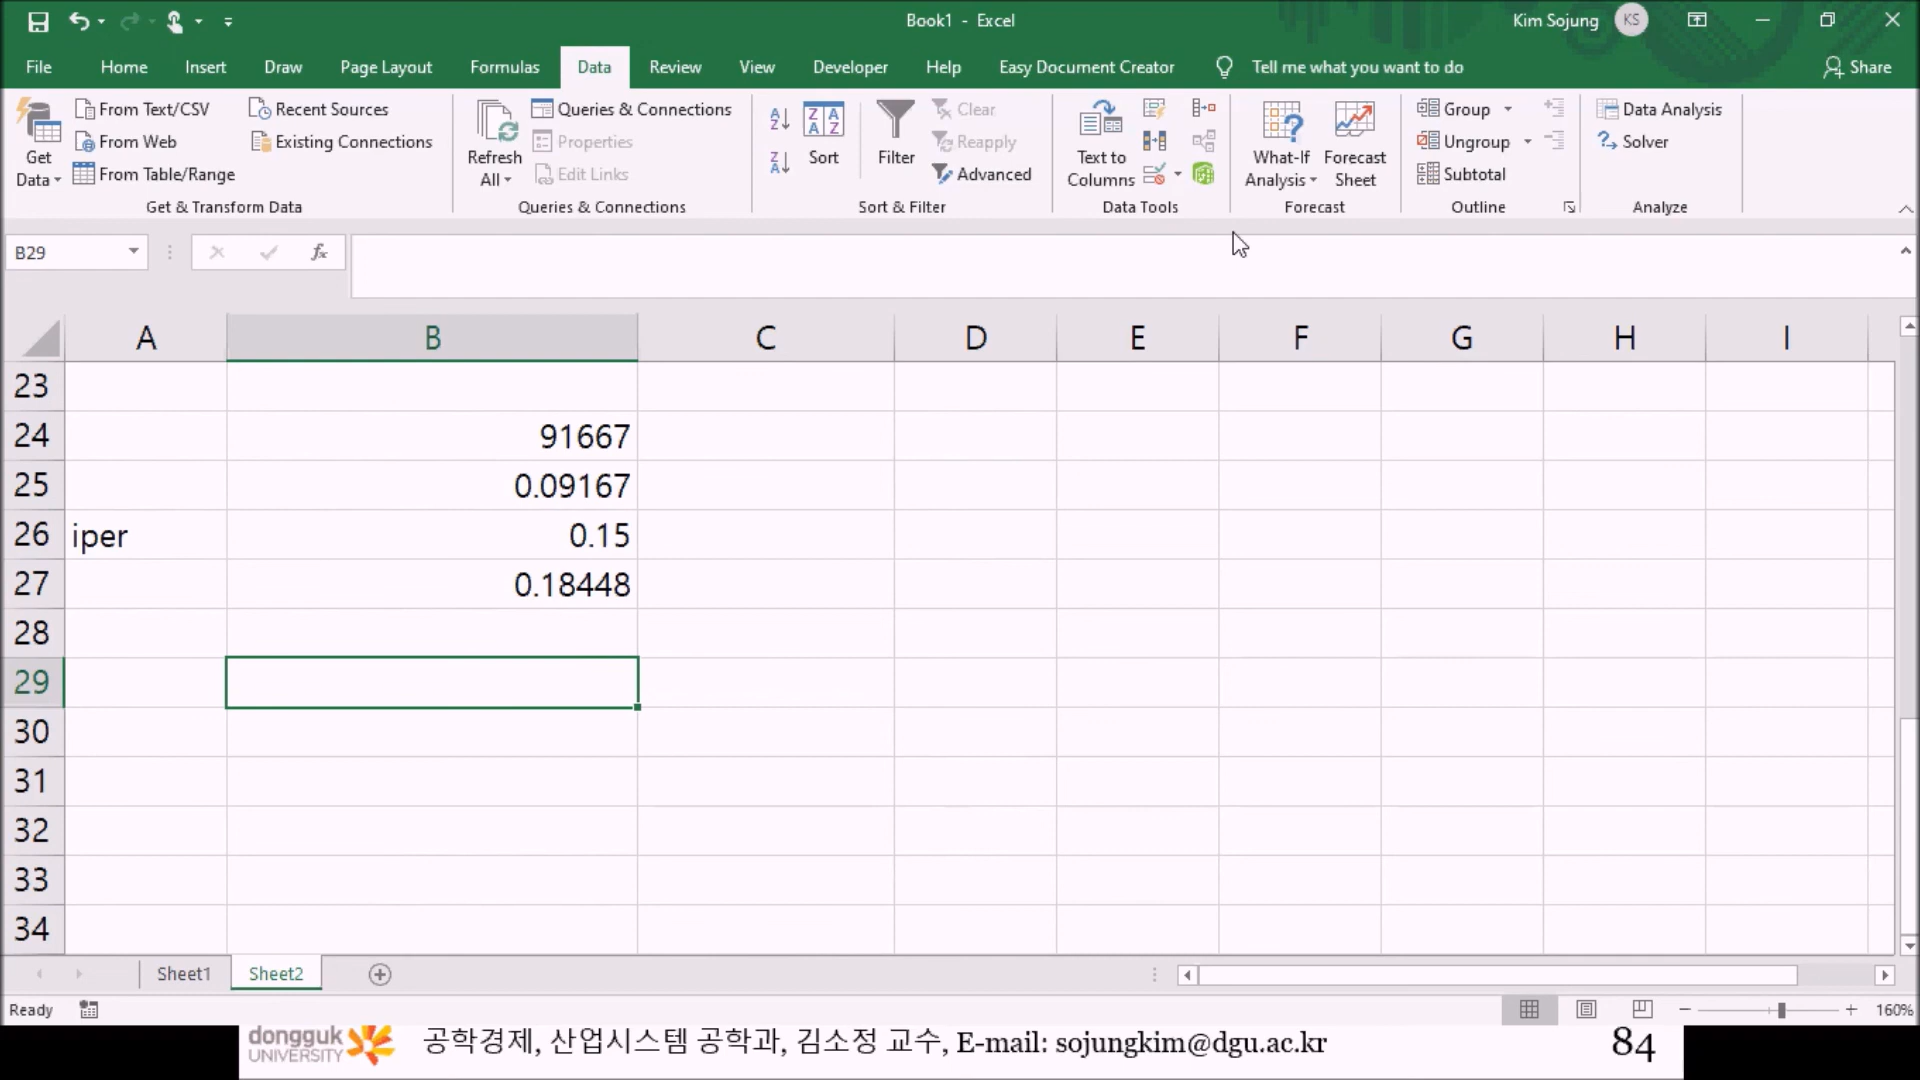 Book1 - Excel
Kim Sojung
KS
File
Home
Insert
Draw
Page Layout
Formulas
Data
Review
View
Developer
Help
Easy Document Creator
Tell me what you want to do
Share
Get
Data
From Text/CSV
From Web
From Table/Range
Recent Sources
Existing Connections
Get & Transform Data
Refresh
All
Queries & Connections
Properties
Edit Links
Queries & Connections
Sort
Filter
Clear
Reapply
Advanced
Sort & Filter
Text to
Columns
Data Tools
What-If
Analysis
Forecast
Sheet
Forecast
Group
Ungroup
Subtotal
Outline
Data Analysis
Solver
Analyze
B29
fx
A B C D E F G H I
23
24 91667
25 0.09167
26 iper 0.15
27 0.18448
28
29
30
31
32
33
34
Sheet1
Sheet2
Ready
160%
dongguk
UNIVERSITY
공학경제, 산업시스템 공학과, 김소정 교수, E-mail: sojungkim@dgu.ac.kr
84